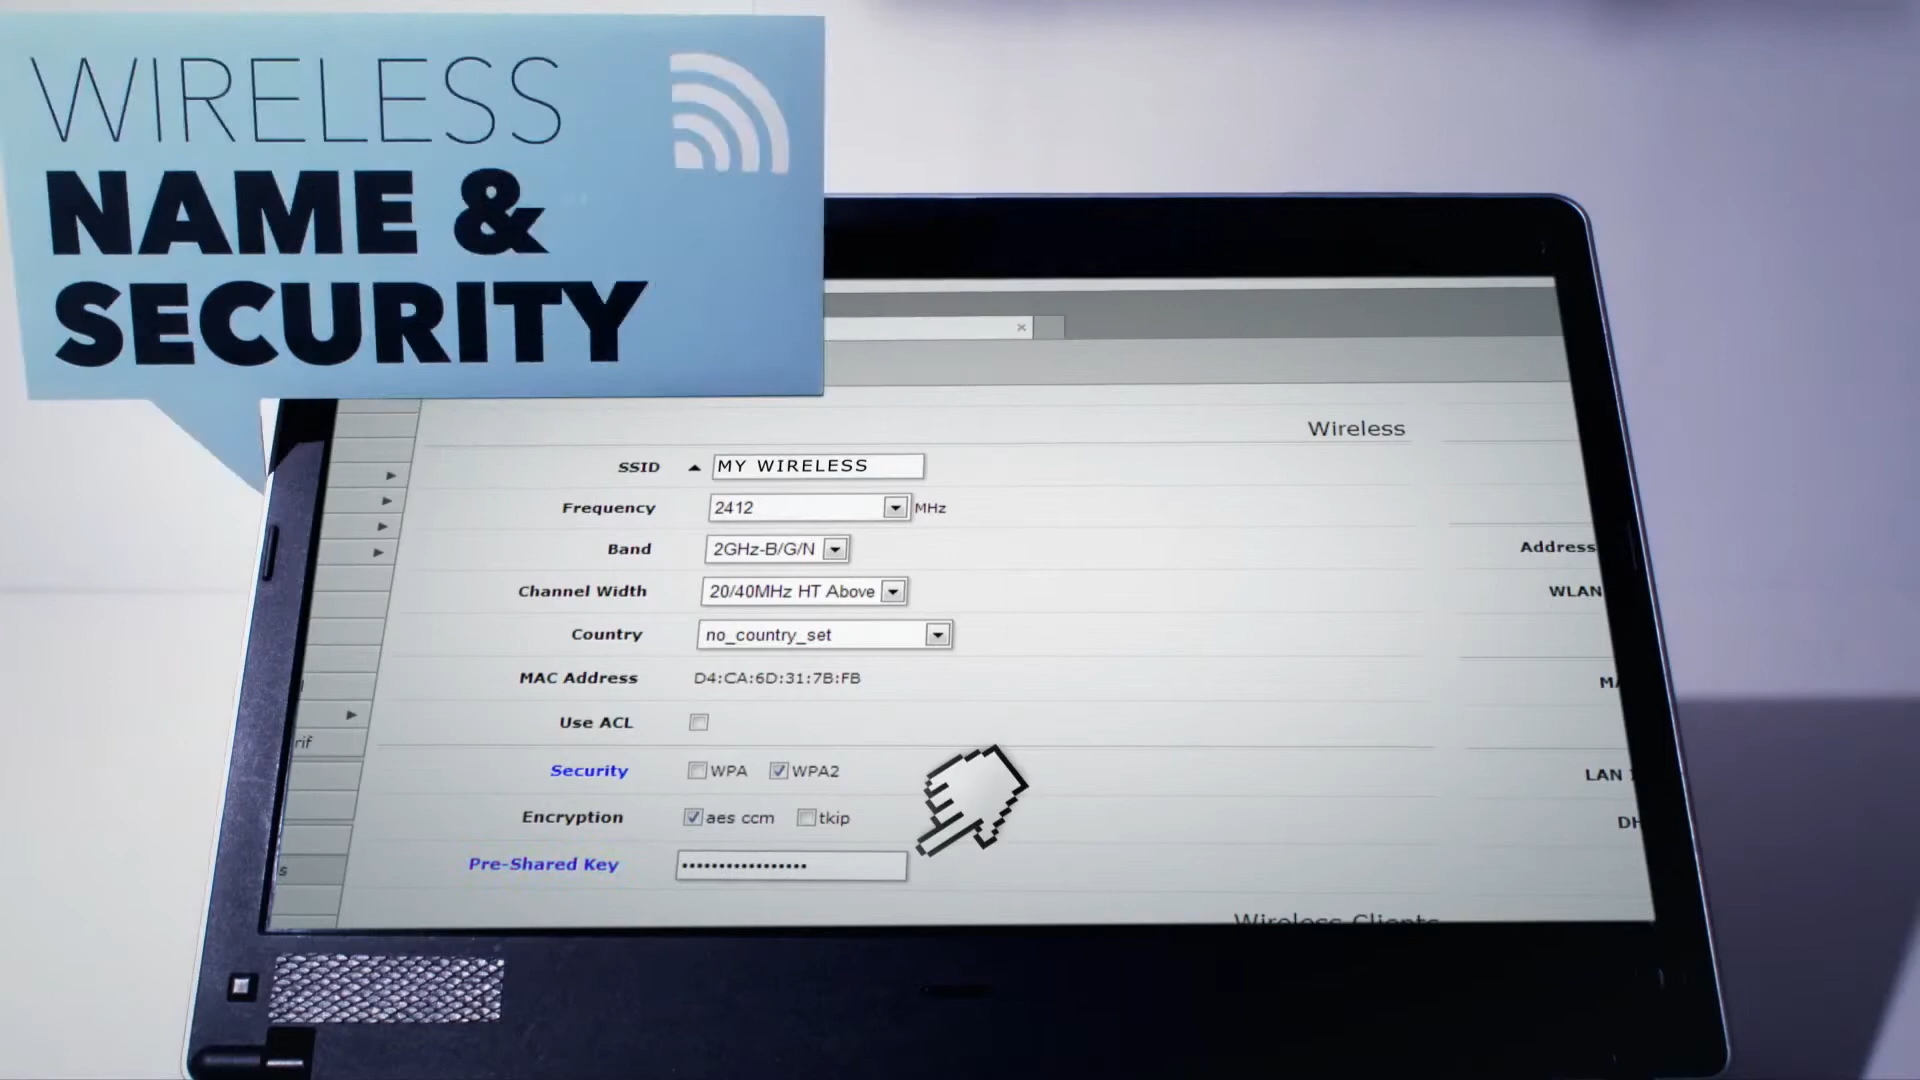 WIRELESS
NAME &
SECURITY
Wireless
SSID MY WIRELESS
Frequency 2412 MHz
Band 2GHz-B/G/N
Channel Width 20/40MHz HT Above
Country no_country_set
MAC Address D4:CA:6D:31:7B:FB
Use ACL
Security WPA WPA2
Encryption aes ccm tkip
Pre-Shared Key •••••••••••••••••
Wireless Clients
Address
WLAN
LAN